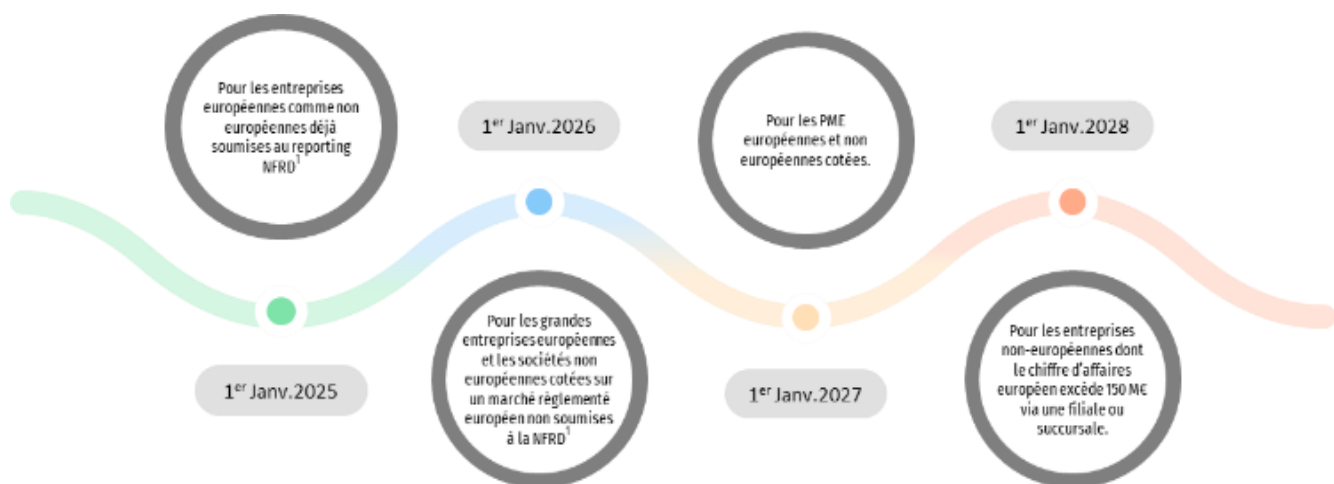 Pour les entreprises
européennes comme non
européennes déjà
soumises au reporting
NFRD1
1er Janv.2025
1er Janv.2026
Pour les grandes
entreprises européennes
et les sociétés non
européennes cotées sur
un marché règlementé
européen non soumises
à la NFRD1
Pour les PME
européennes et non
européennes cotées.
1er Janv.2027
1er Janv.2028
Pour les entreprises
non-européennes dont
le chiffre d'affaires
européen excède 150 M€
via une filiale ou
succursale.